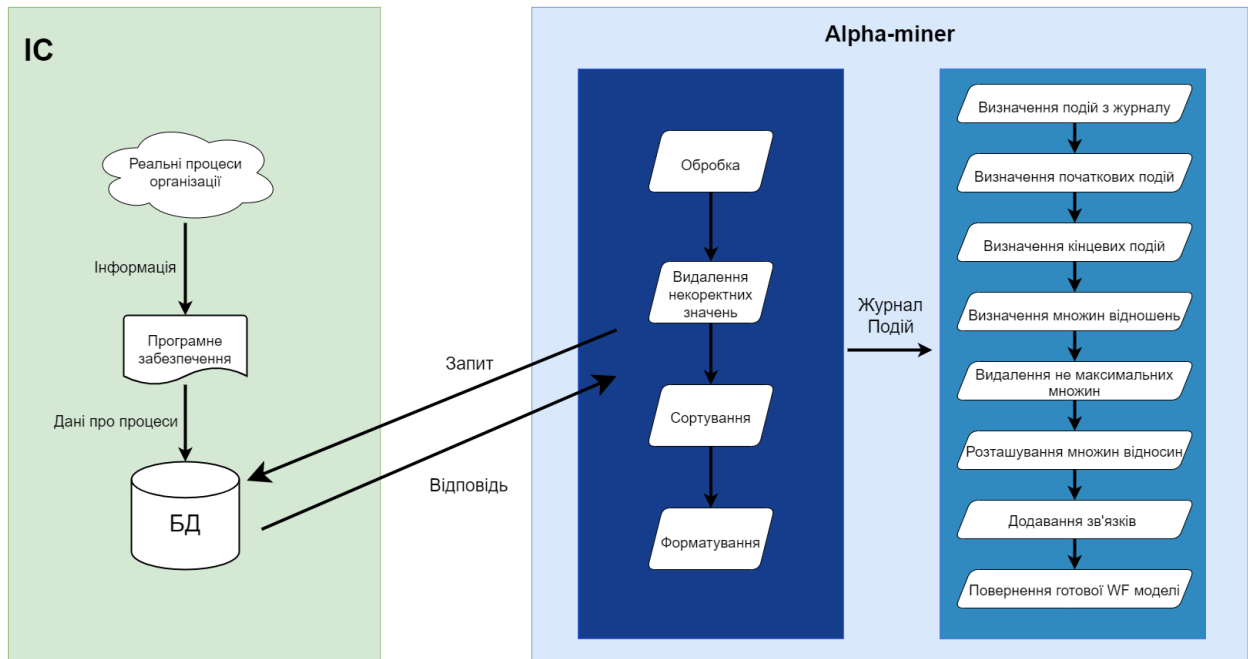 ІС
Реальні процеси
організації
Інформація
Програмне
забезпечення
Дані про процеси
БД
Запит
Відповідь
Alpha-miner
Обробка
Видалення
некоректних
значень
Сортування
Форматування
Журнал
Подій
Визначення подій з журналу
Визначення початкових подій
Визначення кінцевих подій
Визначення множин відношень
Видалення не максимальних
множин
Розташування множин відносин
Додавання зв'язків
Повернення готової WF моделі